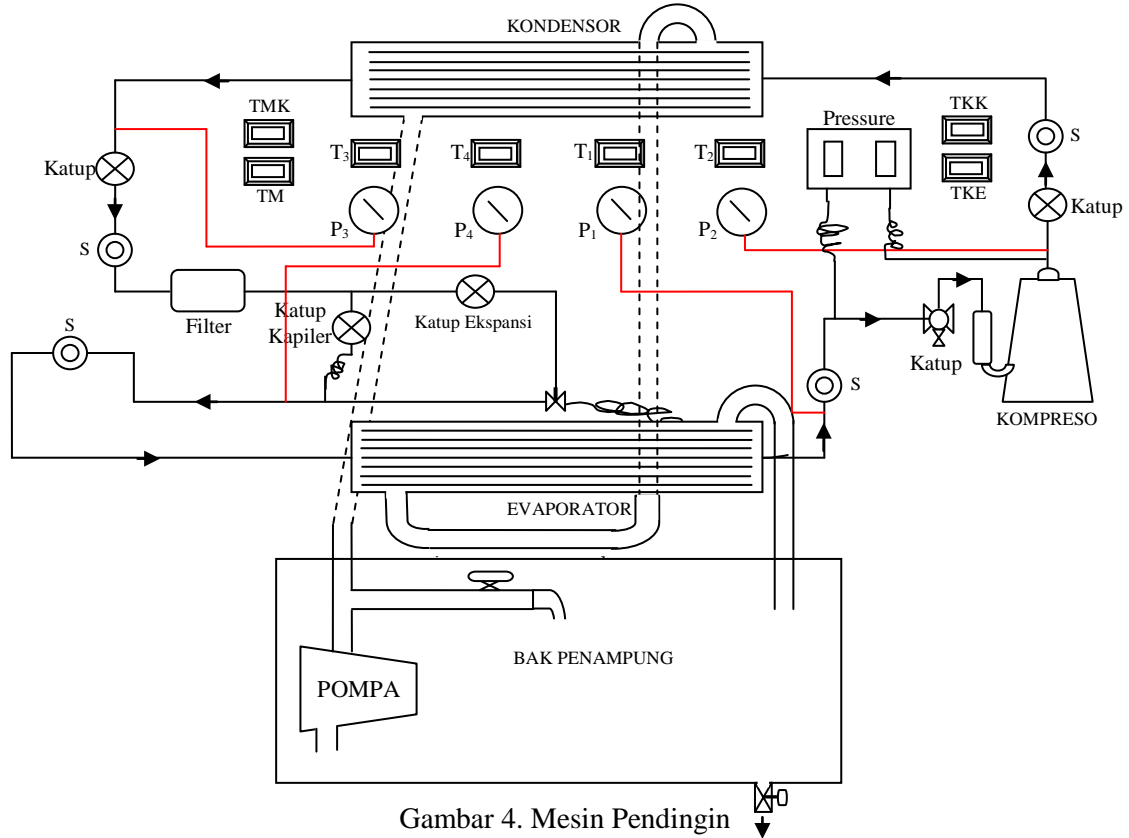 KONDENSOR
TMK
TM
T3
T4
T1
T2
Pressure
TKK
TKE
S
Katup
Katup
P3
P4
P1
P2
S
Filter
Katup
Kapiler
Katup Ekspansi
Katup
S
S
KOMPRESO
EVAPORATOR
BAK PENAMPUNG
POMPA
Gambar 4. Mesin Pendingin